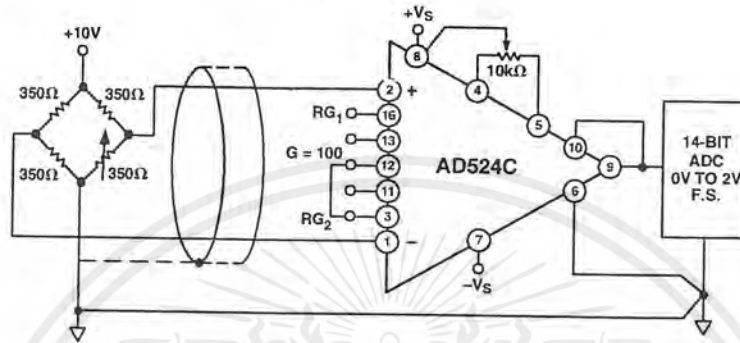 +10V
350Ω
350Ω
350Ω
350Ω
RG1
G = 100
RG2
2
+
16
13
12
11
3
1
−
+VS
8
10kΩ
4
5
10
9
6
AD524C
7
−VS
14-BIT
ADC
0V TO 2V
F.S.